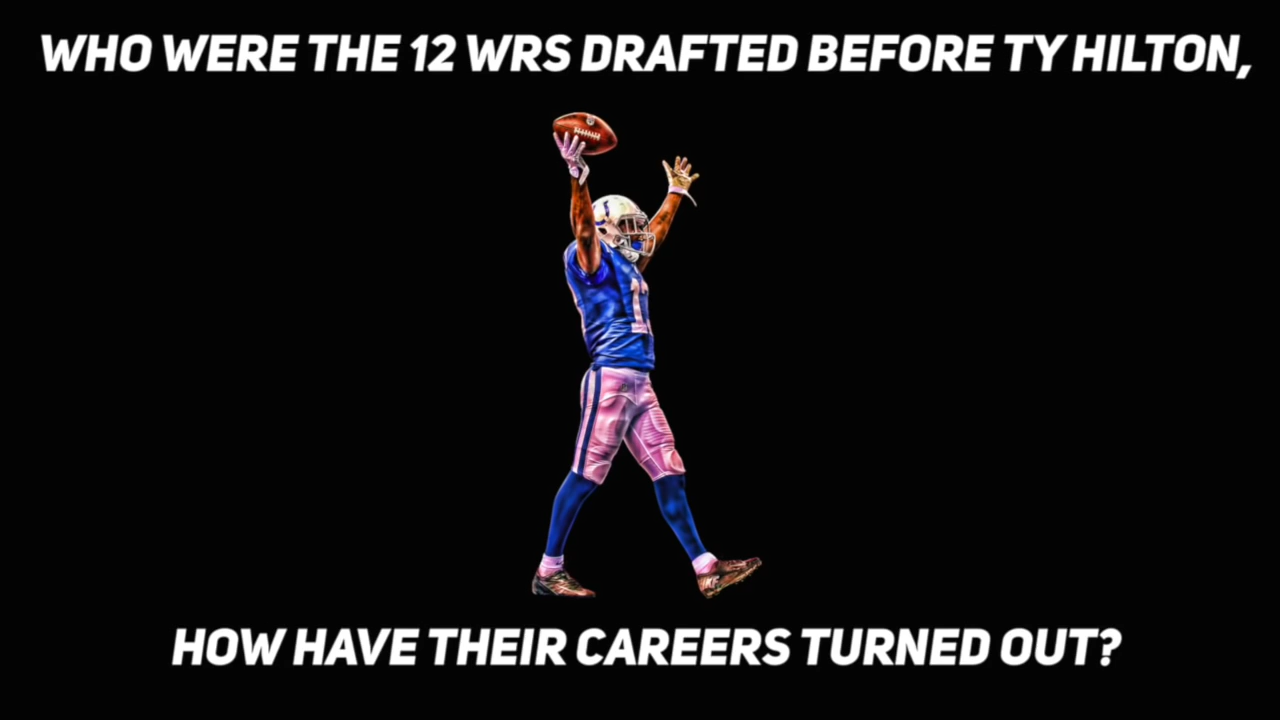 WHO WERE THE 12 WRS DRAFTED BEFORE TY HILTON,
HOW HAVE THEIR CAREERS TURNED OUT?